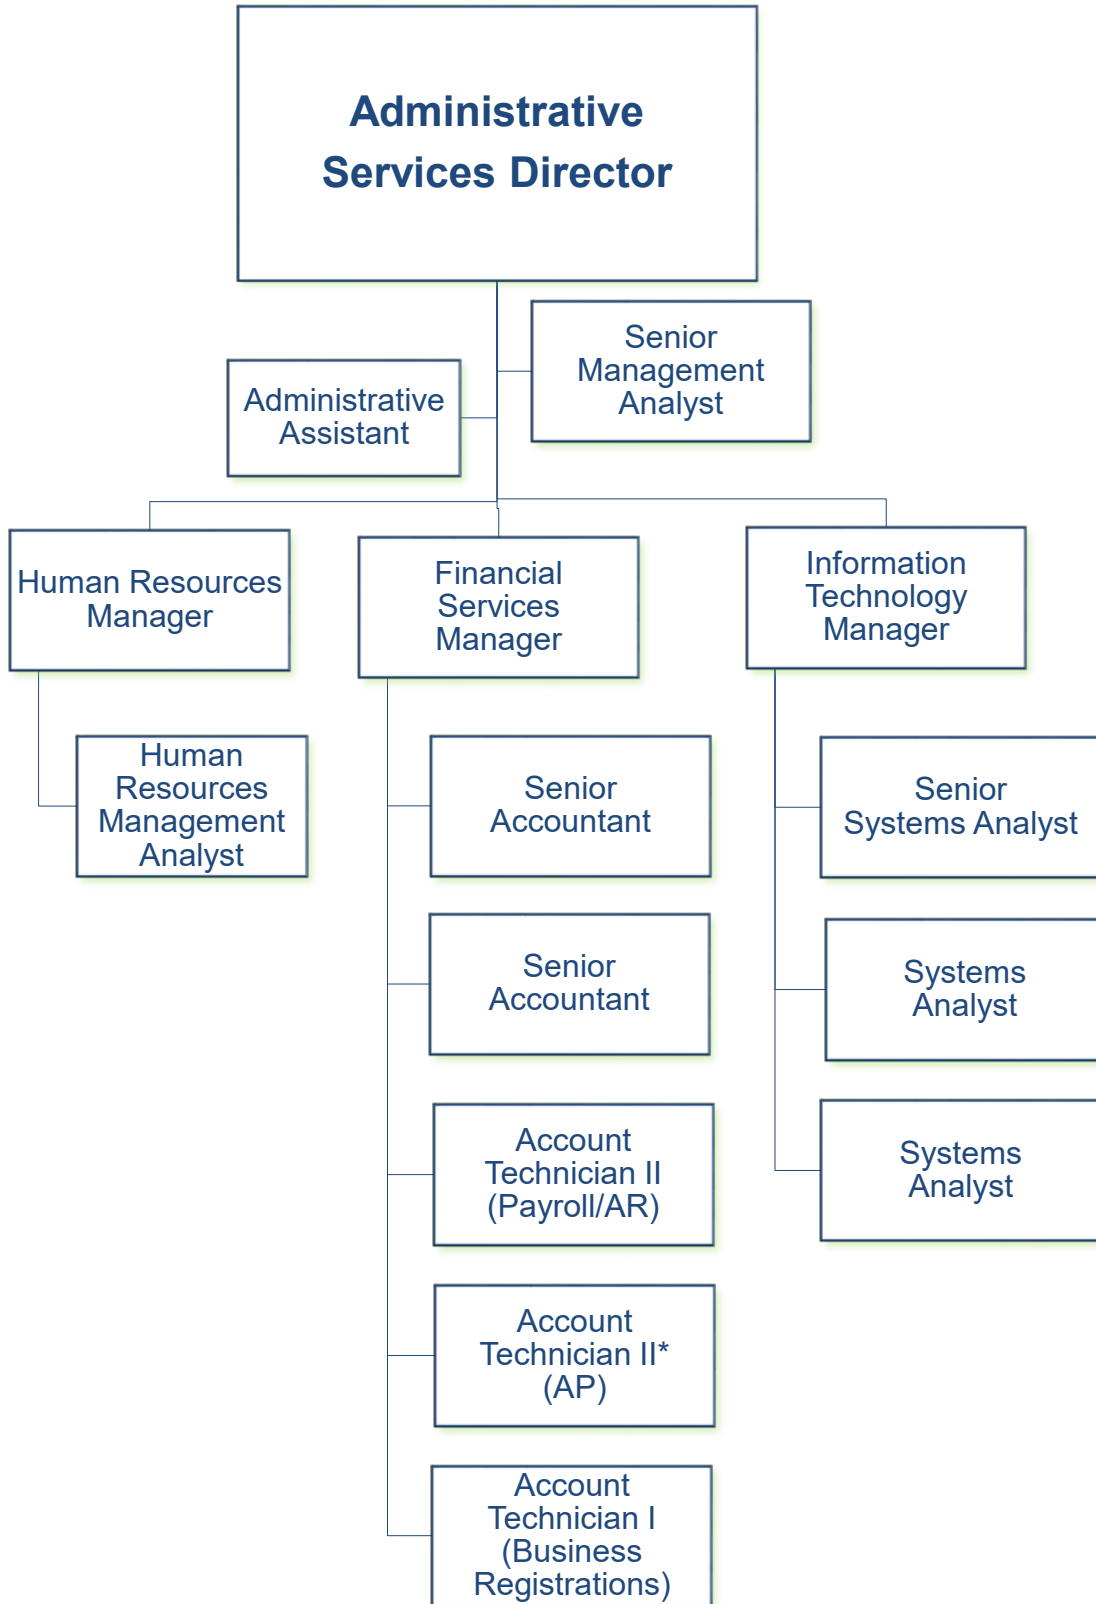 Administrative
Services Director
Senior
Management
Analyst
Administrative
Assistant
Human Resources
Manager
Financial
Services
Manager
Information
Technology
Manager
Human
Resources
Management
Analyst
Senior
Accountant
Senior
Systems Analyst
Senior
Accountant
Systems
Analyst
Account
Technician II
(Payroll/AR)
Systems
Analyst
Account
Technician II*
(AP)
Account
Technician I
(Business
Registrations)